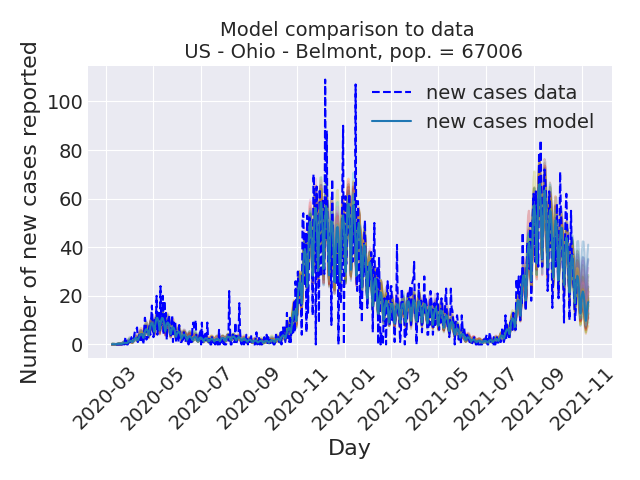 Model comparison to data
US - Ohio - Belmont, pop. = 67006
Number of new cases reported
100
80
60
40
20
0
new cases data
new cases model
2020-03
2020-05
2020-07
2020-09
2020-11
2021-01
2021-03
2021-05
2021-07
2021-09
2021-11
Day